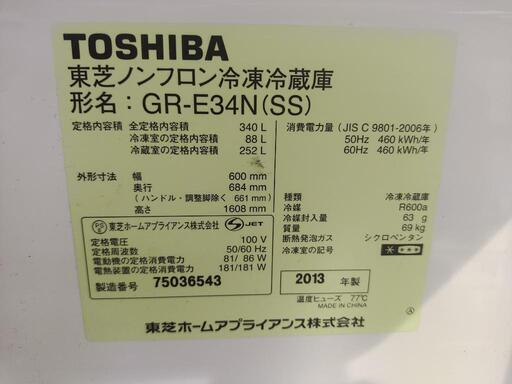 TOSHIBA
東芝ノンフロン冷凍冷蔵庫
形名：GR-E34N(SS)
定格内容積 全定格内容積 340 L
冷凍室の定格内容積 88 L
冷蔵室の定格内容積 252 L
外形寸法 幅 600 mm
奥行 684 mm
(ハンドル・調整脚除く 661 mm)
高さ 1608 mm
消費電力量 (JIS C 9801-2006年)
50Hz 460 kWh/年
60Hz 460 kWh/年
種類 冷凍冷蔵庫
冷媒 R600a
冷媒封入量 63 g
質量 69 kg
断熱発泡ガス シクロペンタン
冷凍室の記号
東芝ホームアプライアンス株式会社 JET
定格電圧 100 V
定格周波数 50/60 Hz
電動機の定格消費電力 81/ 86 W
電熱装置の定格消費電力 181/181 W
製造番号 75036543
2013 年製
温度ヒューズ 77℃
MADE IN CHINA
東芝ホームアプライアンス株式会社 Ⓐ